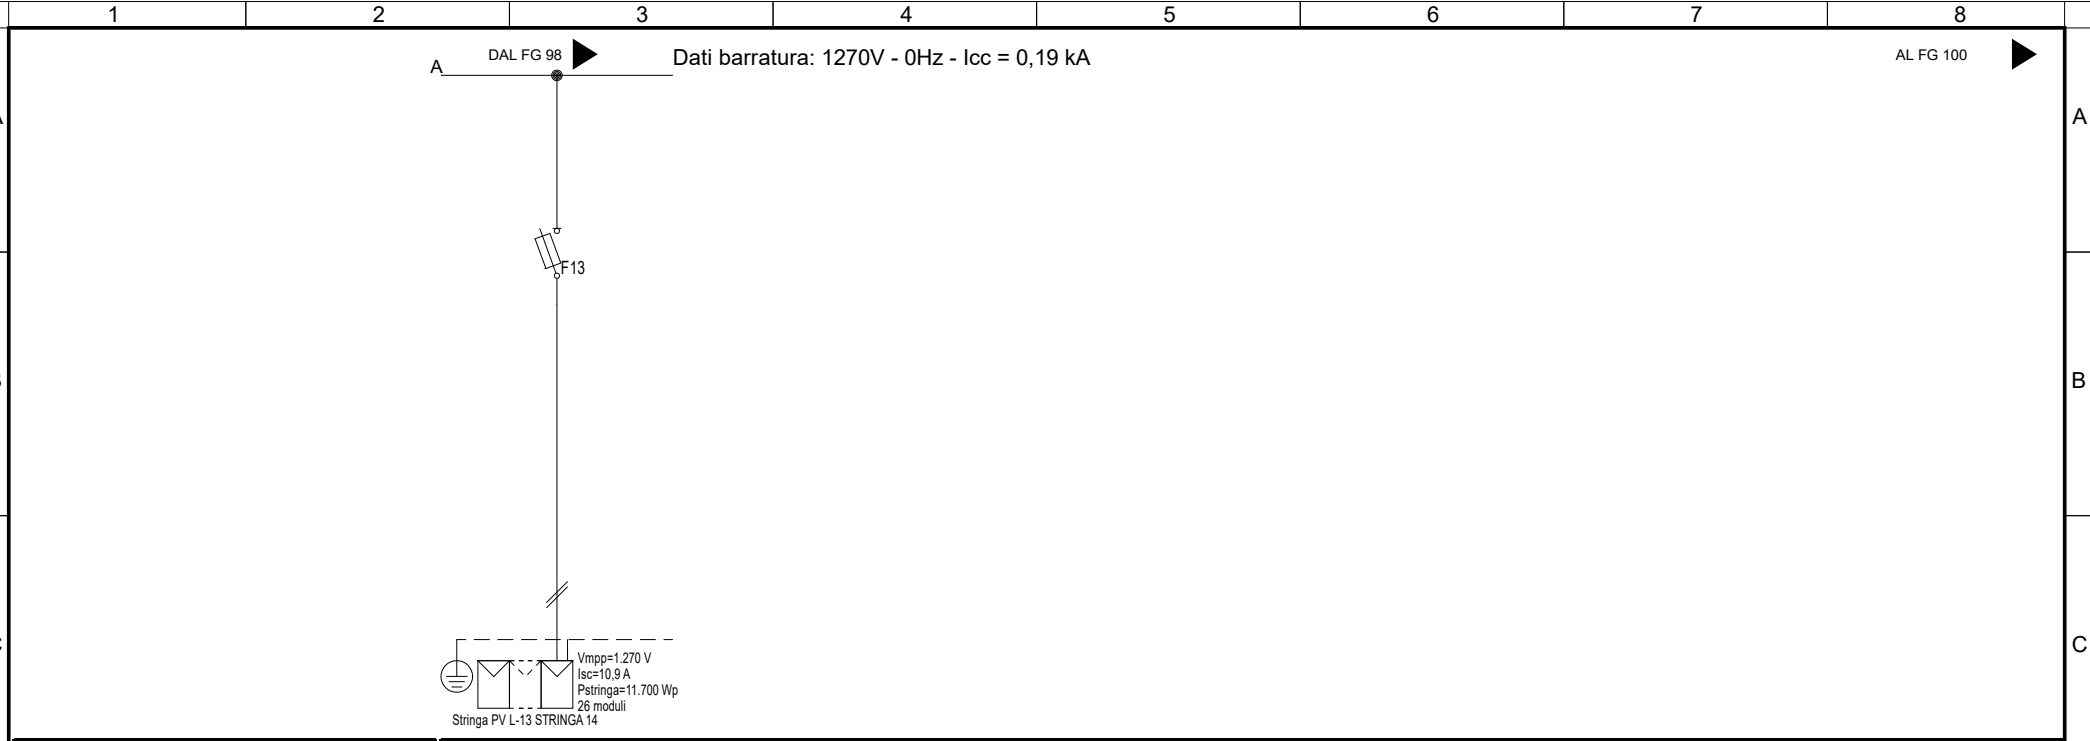 1 2 3 4 5 6 7 8
DAL FG 98 Dati barratura: 1270V - 0Hz - Icc = 0,19 kA AL FG 100
A
A
F13
B
C
Vmpp=1.270 V
Isc=10,9 A
Pstringa=11.700 Wp
26 moduli
Stringa PV L-13 STRINGA 14